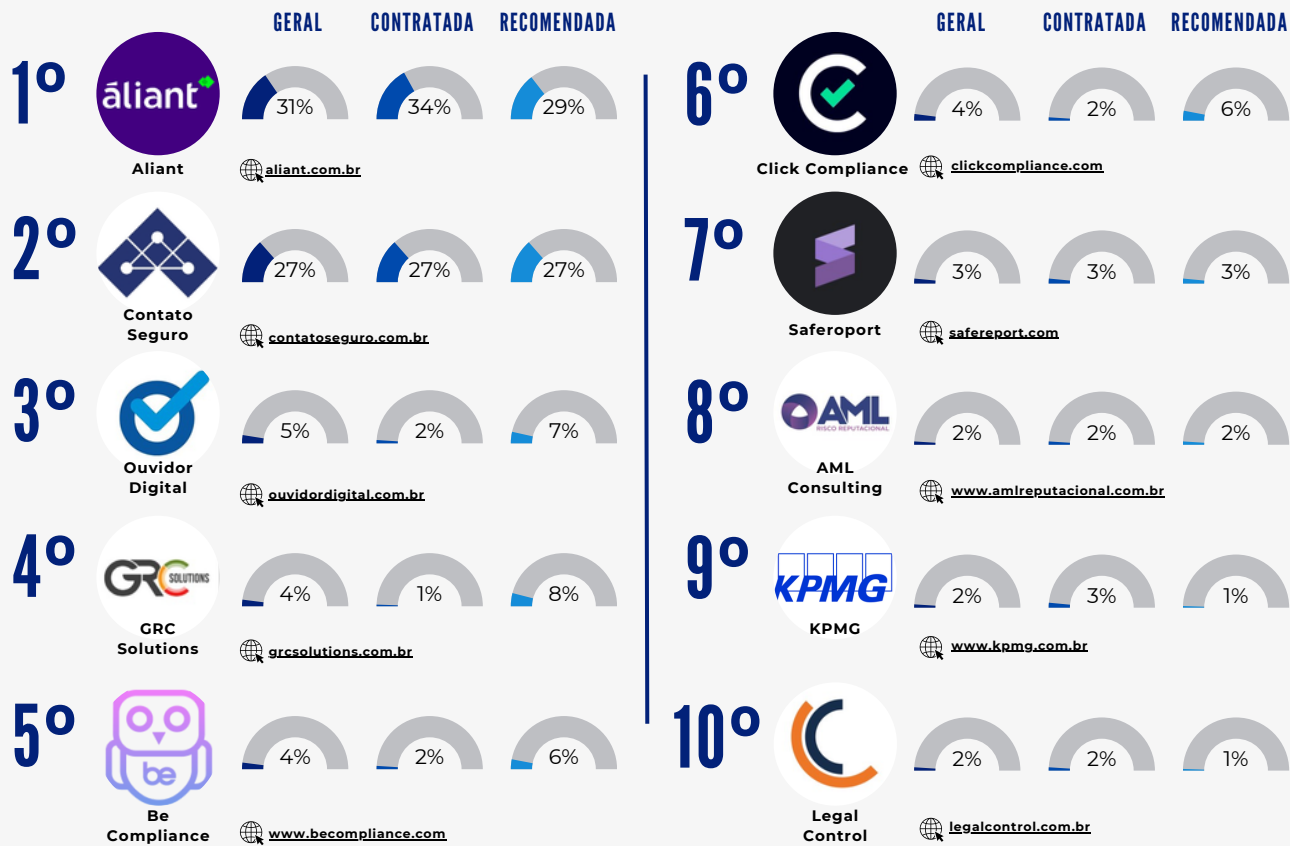 GERAL CONTRATADA RECOMENDADA
1º
āliant
31% 34% 29%
Aliant
aliant.com.br
2º
27% 27% 27%
Contato
Seguro
contatoseguro.com.br
3º
5% 2% 7%
Ouvidor
Digital
ouvidordigital.com.br
4º
GRC SOLUTIONS
4% 1% 8%
GRC
Solutions
grcsolutions.com.br
5º
be
4% 2% 6%
Be
Compliance
www.becompliance.com
GERAL CONTRATADA RECOMENDADA
6º
4% 2% 6%
Click Compliance
clickcompliance.com
7º
3% 3% 3%
Saferoport
safereport.com
8º
AML
RISCO REPUTACIONAL
2% 2% 2%
AML
Consulting
www.amlreputacional.com.br
9º
KPMG
2% 3% 1%
KPMG
www.kpmg.com.br
10º
2% 2% 1%
Legal
Control
legalcontrol.com.br